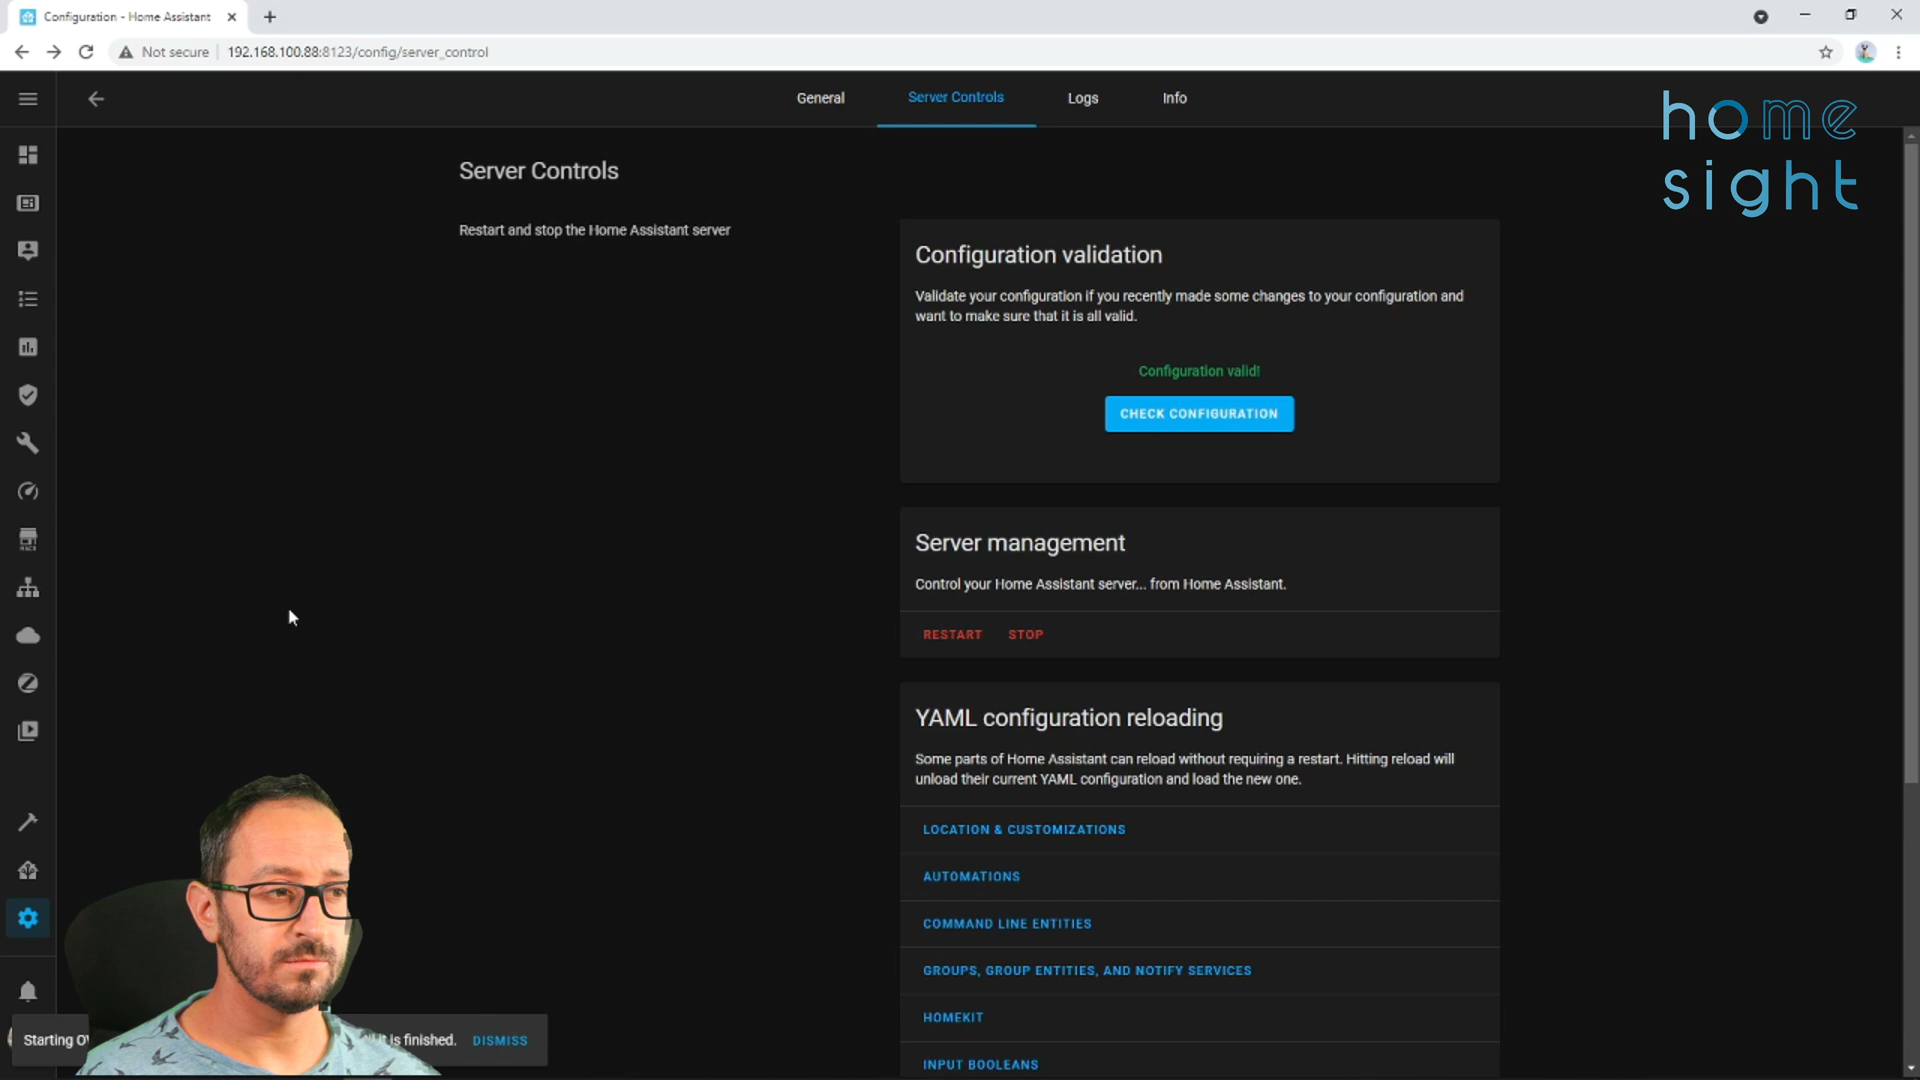 Configuration - Home Assistant
Not secure
192.168.100.88:8123/config/server_control
General
Server Controls
Logs
Info
home
sight
Server Controls
Restart and stop the Home Assistant server
Configuration validation
Validate your configuration if you recently made some changes to your configuration and
want to make sure that it is all valid.
Configuration valid!
CHECK CONFIGURATION
Server management
Control your Home Assistant server... from Home Assistant.
RESTART STOP
YAML configuration reloading
Some parts of Home Assistant can reload without requiring a restart. Hitting reload will
unload their current YAML configuration and load the new one.
LOCATION & CUSTOMIZATIONS
AUTOMATIONS
COMMAND LINE ENTITIES
GROUPS, GROUP ENTITIES, AND NOTIFY SERVICES
HOMEKIT
INPUT BOOLEANS
Starting
is finished. DISMISS